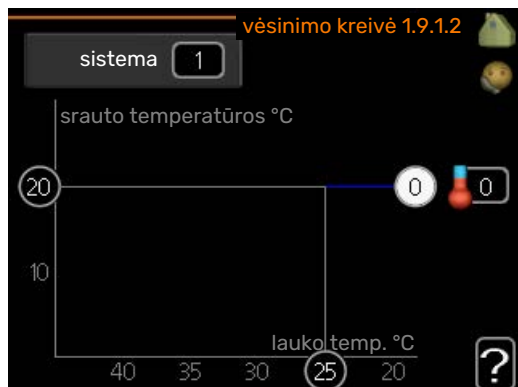 vėsinimo kreivė 1.9.1.2
sistema 1
srauto temperatūros °C
20 0 0
10
lauko temp. °C
40 35 30 25 20
?